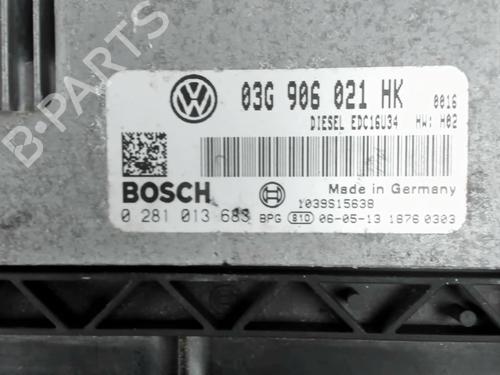 B-PARTS
03G 906 021 HK 0016
DIESEL EDC16U34 HW: H02
BOSCH
Made in Germany
1039S15638
0 281 013 683 BPG 810 06-05-13 1876 0303